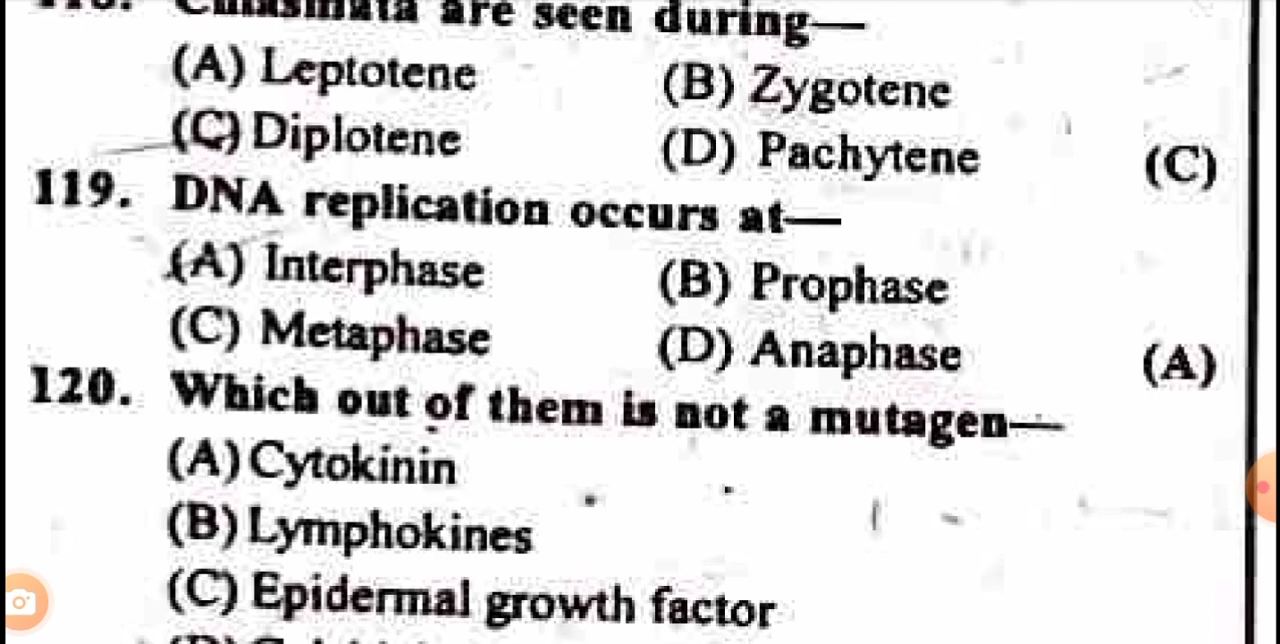 Chiasmata are seen during—
(A) Leptotene (B) Zygotene
(C) Diplotene (D) Pachytene (C)
119. DNA replication occurs at—
(A) Interphase (B) Prophase
(C) Metaphase (D) Anaphase (A)
120. Which out of them is not a mutagen—
(A) Cytokinin
(B) Lymphokines
(C) Epidermal growth factor